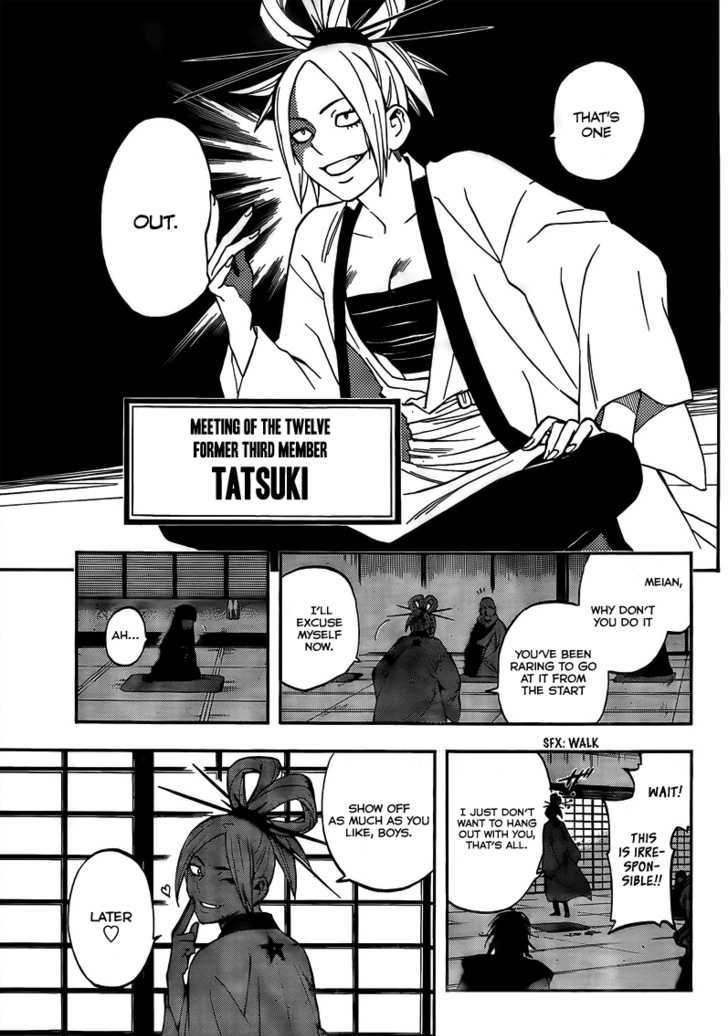 THAT'S
ONE
OUT.
MEETING OF THE TWELVE
FORMER THIRD MEMBER
TATSUKI
MEIAN,
WHY DON'T
YOU DO IT
YOU'VE BEEN
RARING TO GO
AT IT FROM
THE START
I'LL
EXCUSE
MYSELF
NOW.
AH...
SFX: WALK
WAIT!
THIS
IS IRRE-
SPON-
SIBLE!!
I JUST DON'T
WANT TO HANG
OUT WITH YOU,
THAT'S ALL.
SHOW OFF
AS MUCH AS YOU
LIKE, BOYS.
LATER
♡